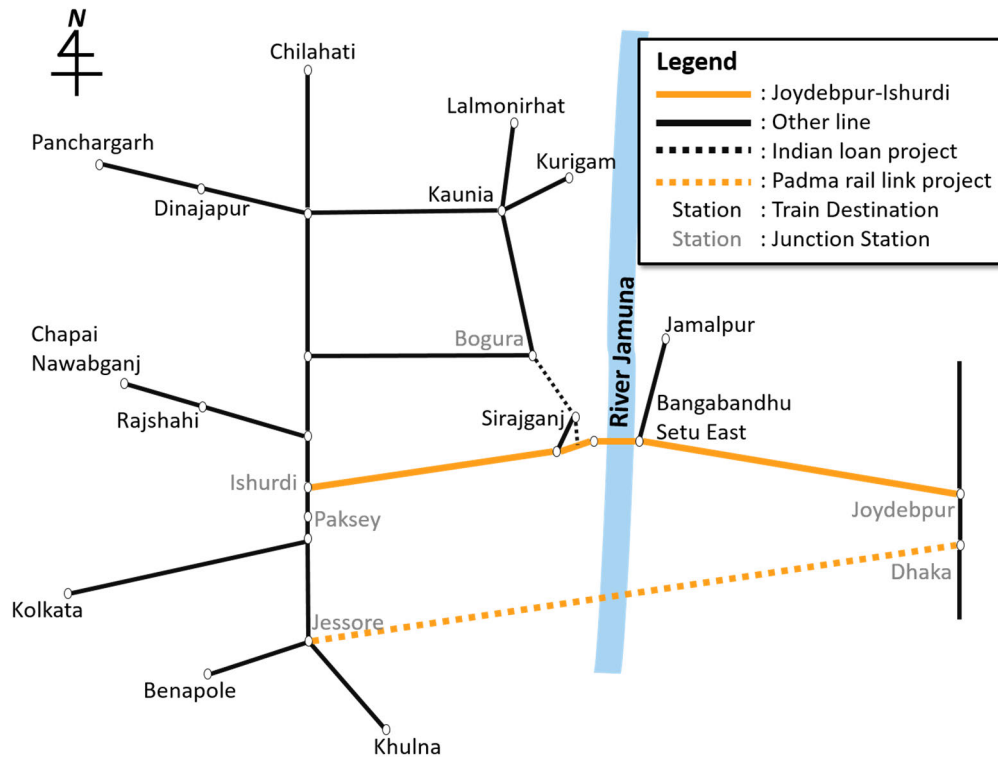 N
Chilahati
Lalmonirhat
Panchargarh
Kurigam
Dinajapur
Kaunia
Legend
: Joydebpur-Ishurdi
: Other line
: Indian loan project
: Padma rail link project
Station : Train Destination
Station : Junction Station
River Jamuna
Chapai
Nawabganj
Bogura
Jamalpur
Rajshahi
Sirajganj
Bangabandhu
Setu East
Ishurdi
Paksey
Joydebpur
Dhaka
Kolkata
Jessore
Benapole
Khulna